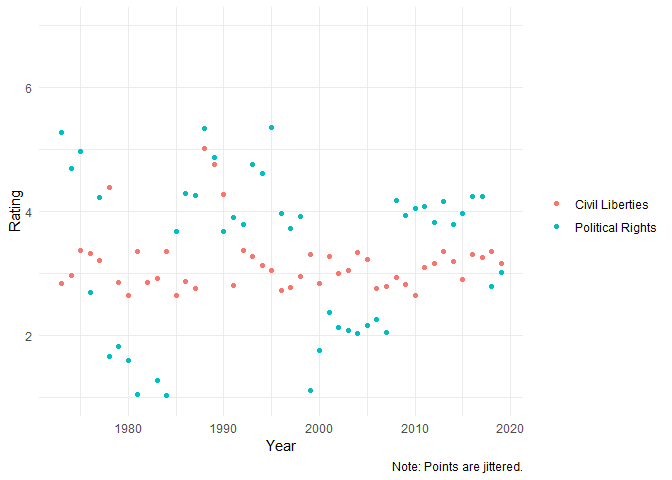 6
4
2
Rating
1980 1990 2000 2010 2020
Year
Civil Liberties
Political Rights
Note: Points are jittered.